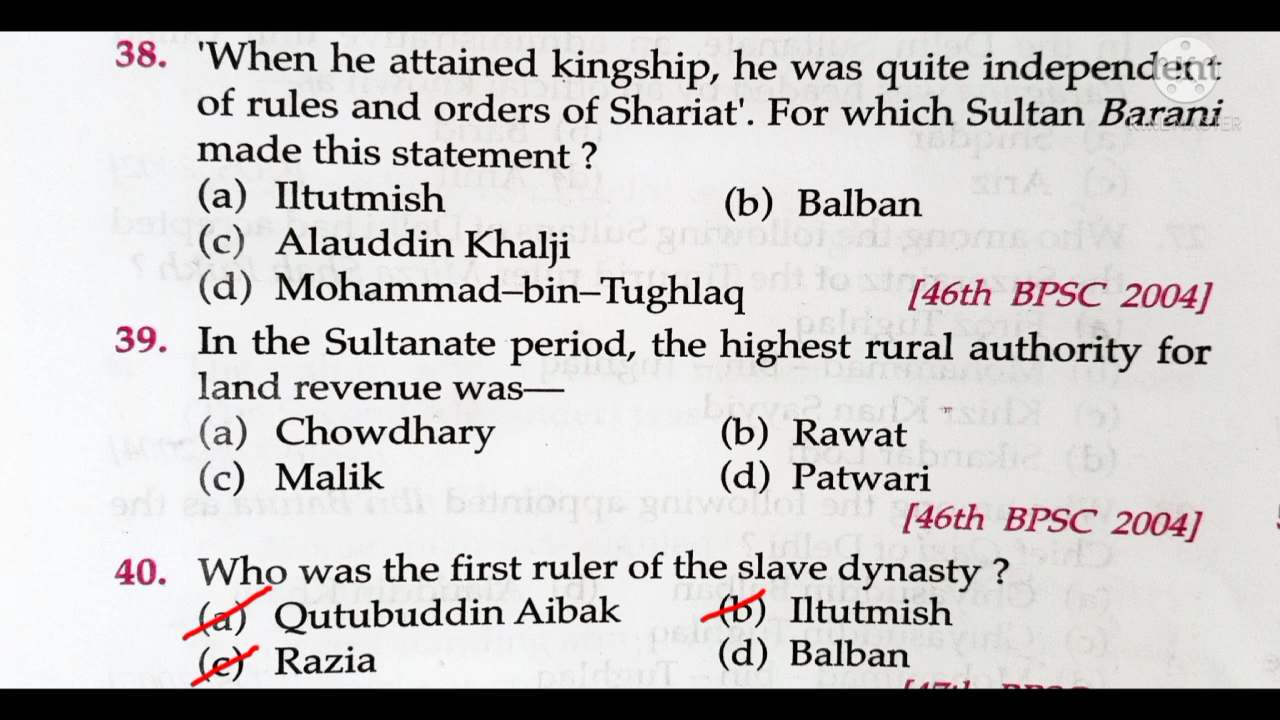 38. 'When he attained kingship, he was quite independent
of rules and orders of Shariat'. For which Sultan Barani
made this statement ?
(a) Iltutmish (b) Balban
(c) Alauddin Khalji
(d) Mohammad–bin–Tughlaq [46th BPSC 2004]
39. In the Sultanate period, the highest rural authority for
land revenue was—
(a) Chowdhary (b) Rawat
(c) Malik (d) Patwari
[46th BPSC 2004]
40. Who was the first ruler of the slave dynasty ?
(a) Qutubuddin Aibak (b) Iltutmish
(c) Razia (d) Balban